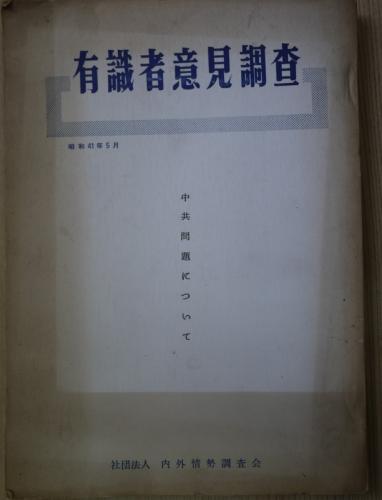 有識者意見調査
昭和41年5月
中共問題について
社団法人 内外情勢調査会